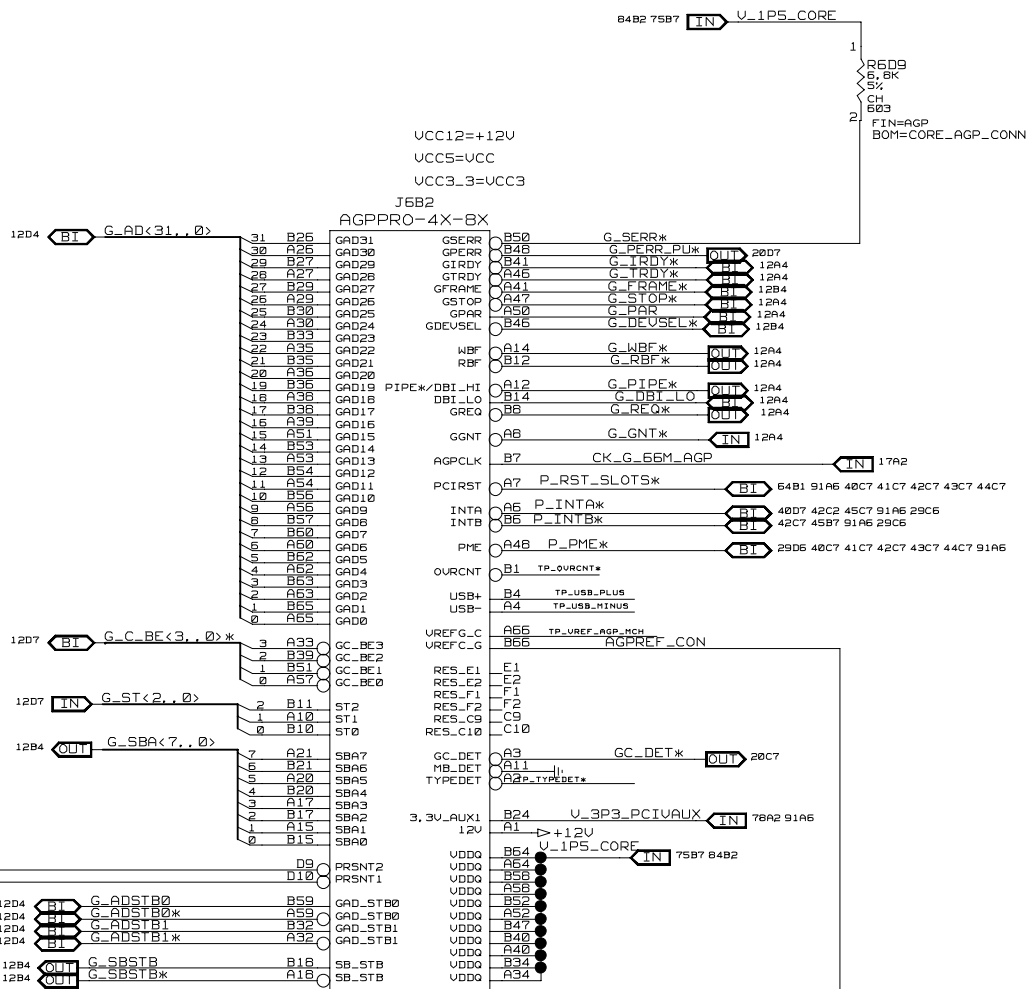 84B2 75B7 IN V_1P5_CORE
1
R6D9
6.8K
5%
CH
603
2
FIN=AGP
BOM=CORE_AGP_CONN
VCC12=+12V
VCC5=VCC
VCC3_3=VCC3
J6B2
AGPPRO-4X-8X
12D4 BI G_AD<31..0>
31 B26 GAD31 GSERR B50 G_SERR*
30 A26 GAD30 GPERR B48 G_PERR_PU* OUT 20D7
29 B27 GAD29 GIRDY B41 G_IRDY* BI 12A4
28 A27 GAD28 GTRDY A46 G_TRDY* BI 12A4
27 B29 GAD27 GFRAME A41 G_FRAME* BI 12B4
26 A29 GAD26 GSTOP A47 G_STOP* BI 12A4
25 B30 GAD25 GPAR A50 G_PAR BI 12A4
24 A30 GAD24 GDEVSEL B46 G_DEVSEL* BI 12B4
23 B33 GAD23
22 A35 GAD22 WBF A14 G_WBF* OUT 12A4
21 B35 GAD21 RBF B12 G_RBF* OUT 12A4
20 A36 GAD20
19 B36 GAD19 PIPE*/DBI_HI A12 G_PIPE* OUT 12A4
18 A38 GAD18 DBI_LO B14 G_DBI_LO BI 12A4
17 B38 GAD17 GREQ B8 G_REQ* OUT 12A4
16 A39 GAD16
15 A51 GAD15 GGNT A8 G_GNT* IN 12A4
14 B53 GAD14
13 A53 GAD13 AGPCLK B7 CK_G_66M_AGP IN 17A2
12 B54 GAD12
11 A54 GAD11 PCIRST A7 P_RST_SLOTS* BI 64B1 91A6 40C7 41C7 42C7 43C7 44C7
10 B56 GAD10
9 A56 GAD9 INTA A6 P_INTA* BI 40D7 42C2 45C7 91A6 29C6
8 B57 GAD8 INTB B6 P_INTB* BI 42C7 45B7 91A6 29C6
7 B60 GAD7
6 A60 GAD6 PME A48 P_PME* BI 29D6 40C7 41C7 42C7 43C7 44C7 91A6
5 B62 GAD5
4 A62 GAD4 OVRCNT B1 TP_OVRCNT*
3 B63 GAD3
2 A63 GAD2 USB+ B4 TP_USB_PLUS
1 B65 GAD1 USB- A4 TP_USB_MINUS
0 A65 GAD0
VREFG_C A66 TP_VREF_AGP_MCH
12D7 BI G_C_BE<3..0>*
3 A33 GC_BE3 VREFC_G B66 AGPREF_CON
2 B39 GC_BE2
1 B51 GC_BE1 RES_E1 E1
0 A57 GC_BE0 RES_E2 E2
RES_F1 F1
12D7 IN G_ST<2..0>
2 B11 ST2 RES_F2 F2
1 A10 ST1 RES_C9 C9
0 B10 ST0 RES_C10 C10
12B4 OUT G_SBA<7..0>
7 A21 SBA7 GC_DET A3 GC_DET* OUT 20C7
6 B21 SBA6 MB_DET A11
5 A20 SBA5 TYPEDET A2 TP_TYPEDET*
4 B20 SBA4
3 A17 SBA3
2 B17 SBA2 3.3V_AUX1 B24 V_3P3_PCIVAUX IN 78A2 91A6
1 A15 SBA1 12V A1 +12V
0 B15 SBA0
V_1P5_CORE IN 75B7 84B2
D9 PRSNT2 VDDQ B64
D10 PRSNT1 VDDQ A64
VDDQ B58
VDDQ A58
12D4 BI G_ADSTB0 B59 GAD_STB0 VDDQ B52
12D4 BI G_ADSTB0* A59 GAD_STB0 VDDQ A52
12D4 BI G_ADSTB1 B32 GAD_STB1 VDDQ B47
12D4 BI G_ADSTB1* A32 GAD_STB1 VDDQ B40
VDDQ A40
12B4 OUT G_SBSTB B18 SB_STB VDDQ B34
12B4 OUT G_SBSTB* A18 SB_STB VDDQ A34